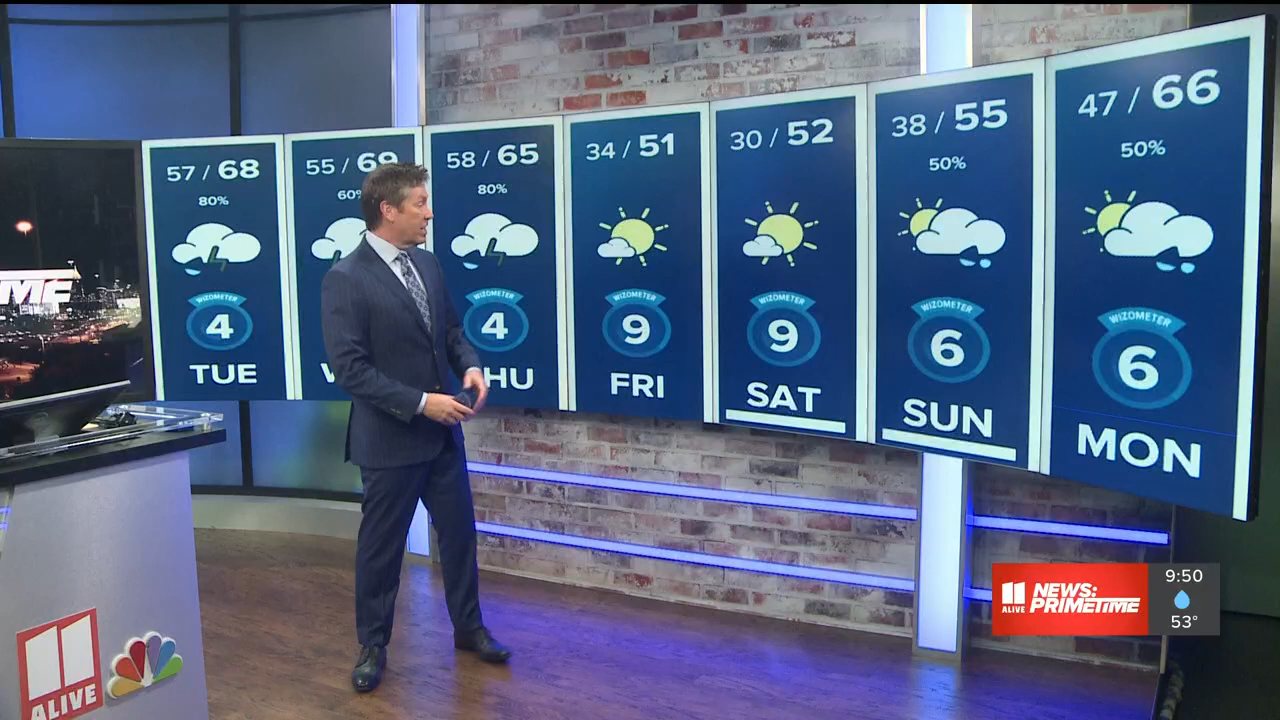 57 / 68
80%
WIZOMETER
4
TUE
55 / 69
60%
58 / 65
80%
WIZOMETER
4
HU
34 / 51
WIZOMETER
9
FRI
30 / 52
WIZOMETER
9
SAT
38 / 55
50%
WIZOMETER
6
SUN
47 / 66
50%
WIZOMETER
6
MON
11
ALIVE
11
ALIVE
NEWS:
PRIMETIME
9:50
53°